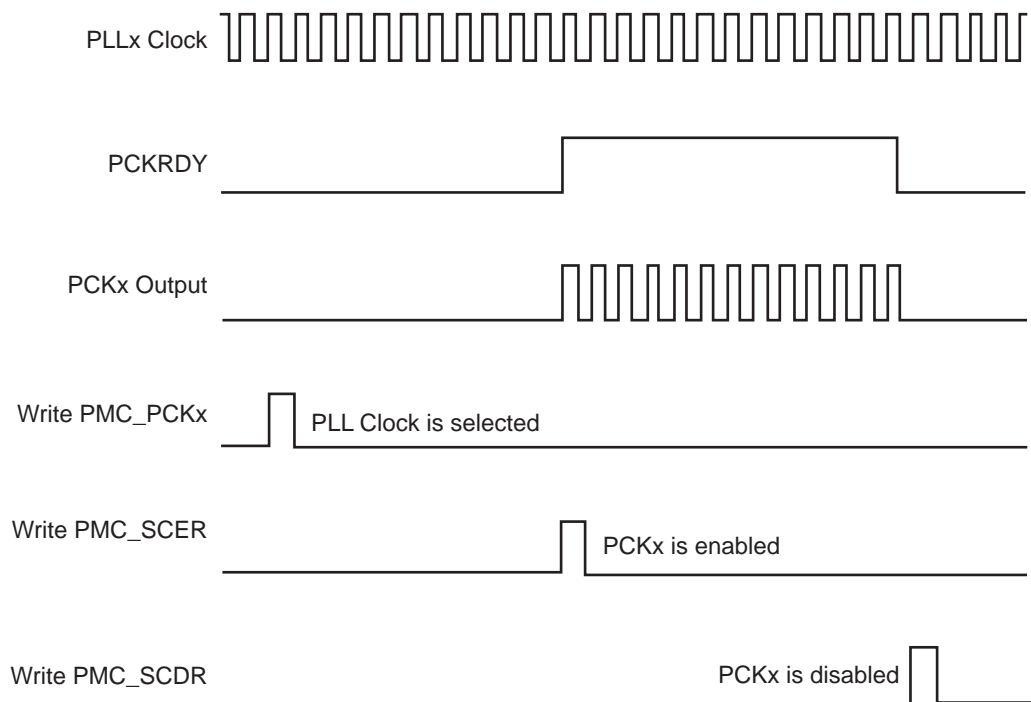 PLLx Clock
PCKRDY
PCKx Output
Write PMC_PCKx
PLL Clock is selected
Write PMC_SCER
PCKx is enabled
Write PMC_SCDR
PCKx is disabled